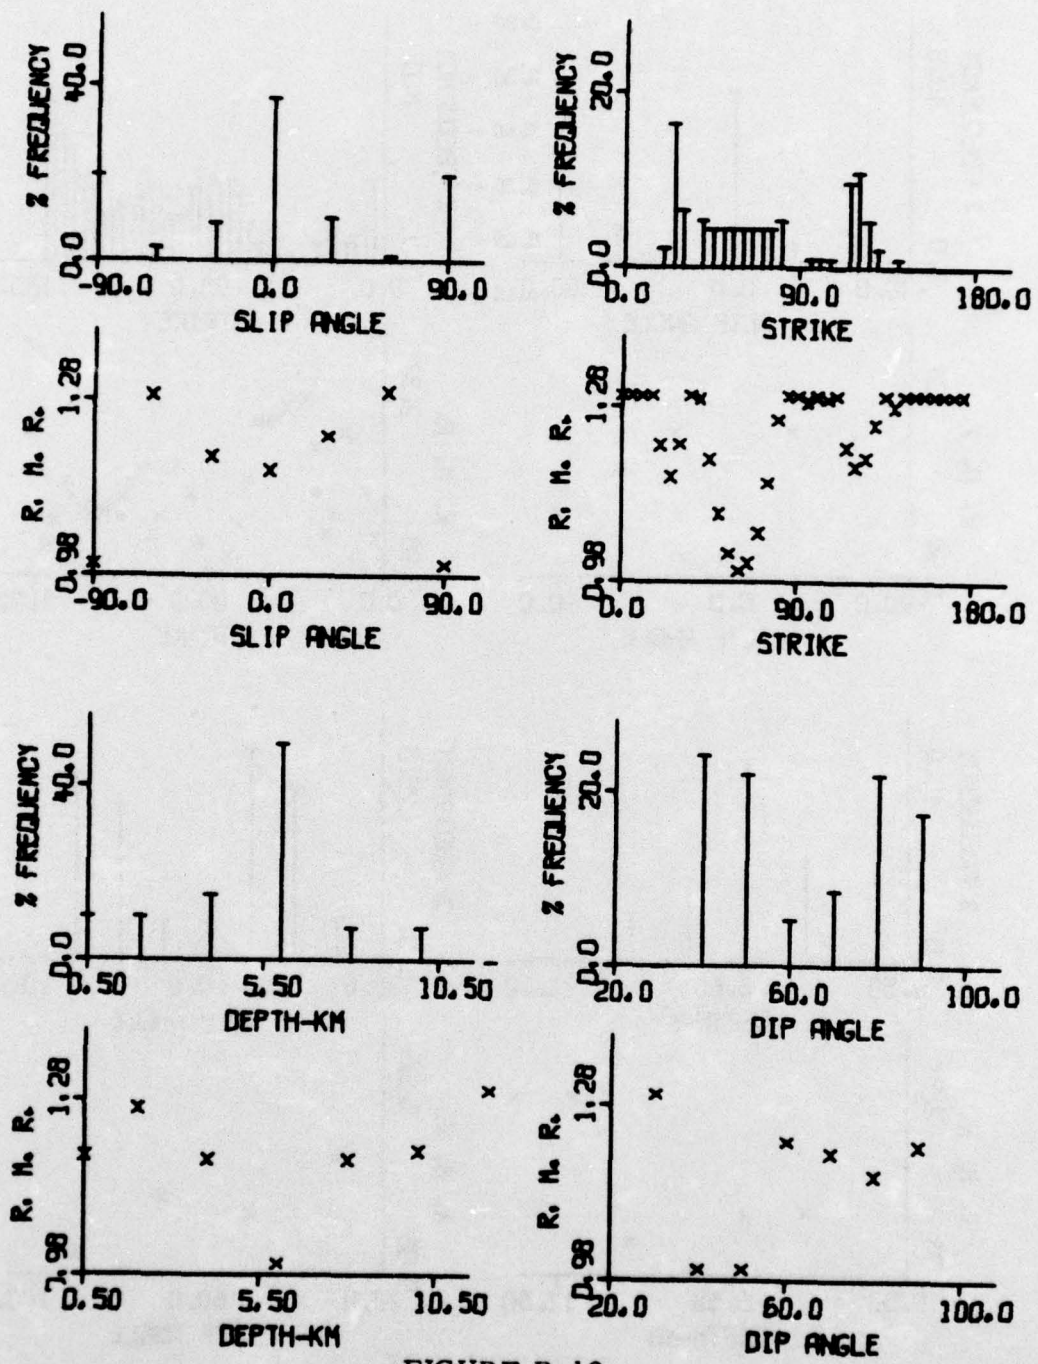 % FREQUENCY
40.0
0.0
-90.0 0.0 90.0
SLIP ANGLE
% FREQUENCY
20.0
0.0
0.0 90.0 180.0
STRIKE
R. M. R.
1.28
0.98
-90.0 0.0 90.0
SLIP ANGLE
R. M. R.
1.28
0.98
0.0 90.0 180.0
STRIKE
% FREQUENCY
40.0
0.0
0.50 5.50 10.50
DEPTH-KM
% FREQUENCY
20.0
0.0
20.0 60.0 100.0
DIP ANGLE
R. M. R.
1.28
0.98
0.50 5.50 10.50
DEPTH-KM
R. M. R.
1.28
0.98
20.0 60.0 100.0
DIP ANGLE